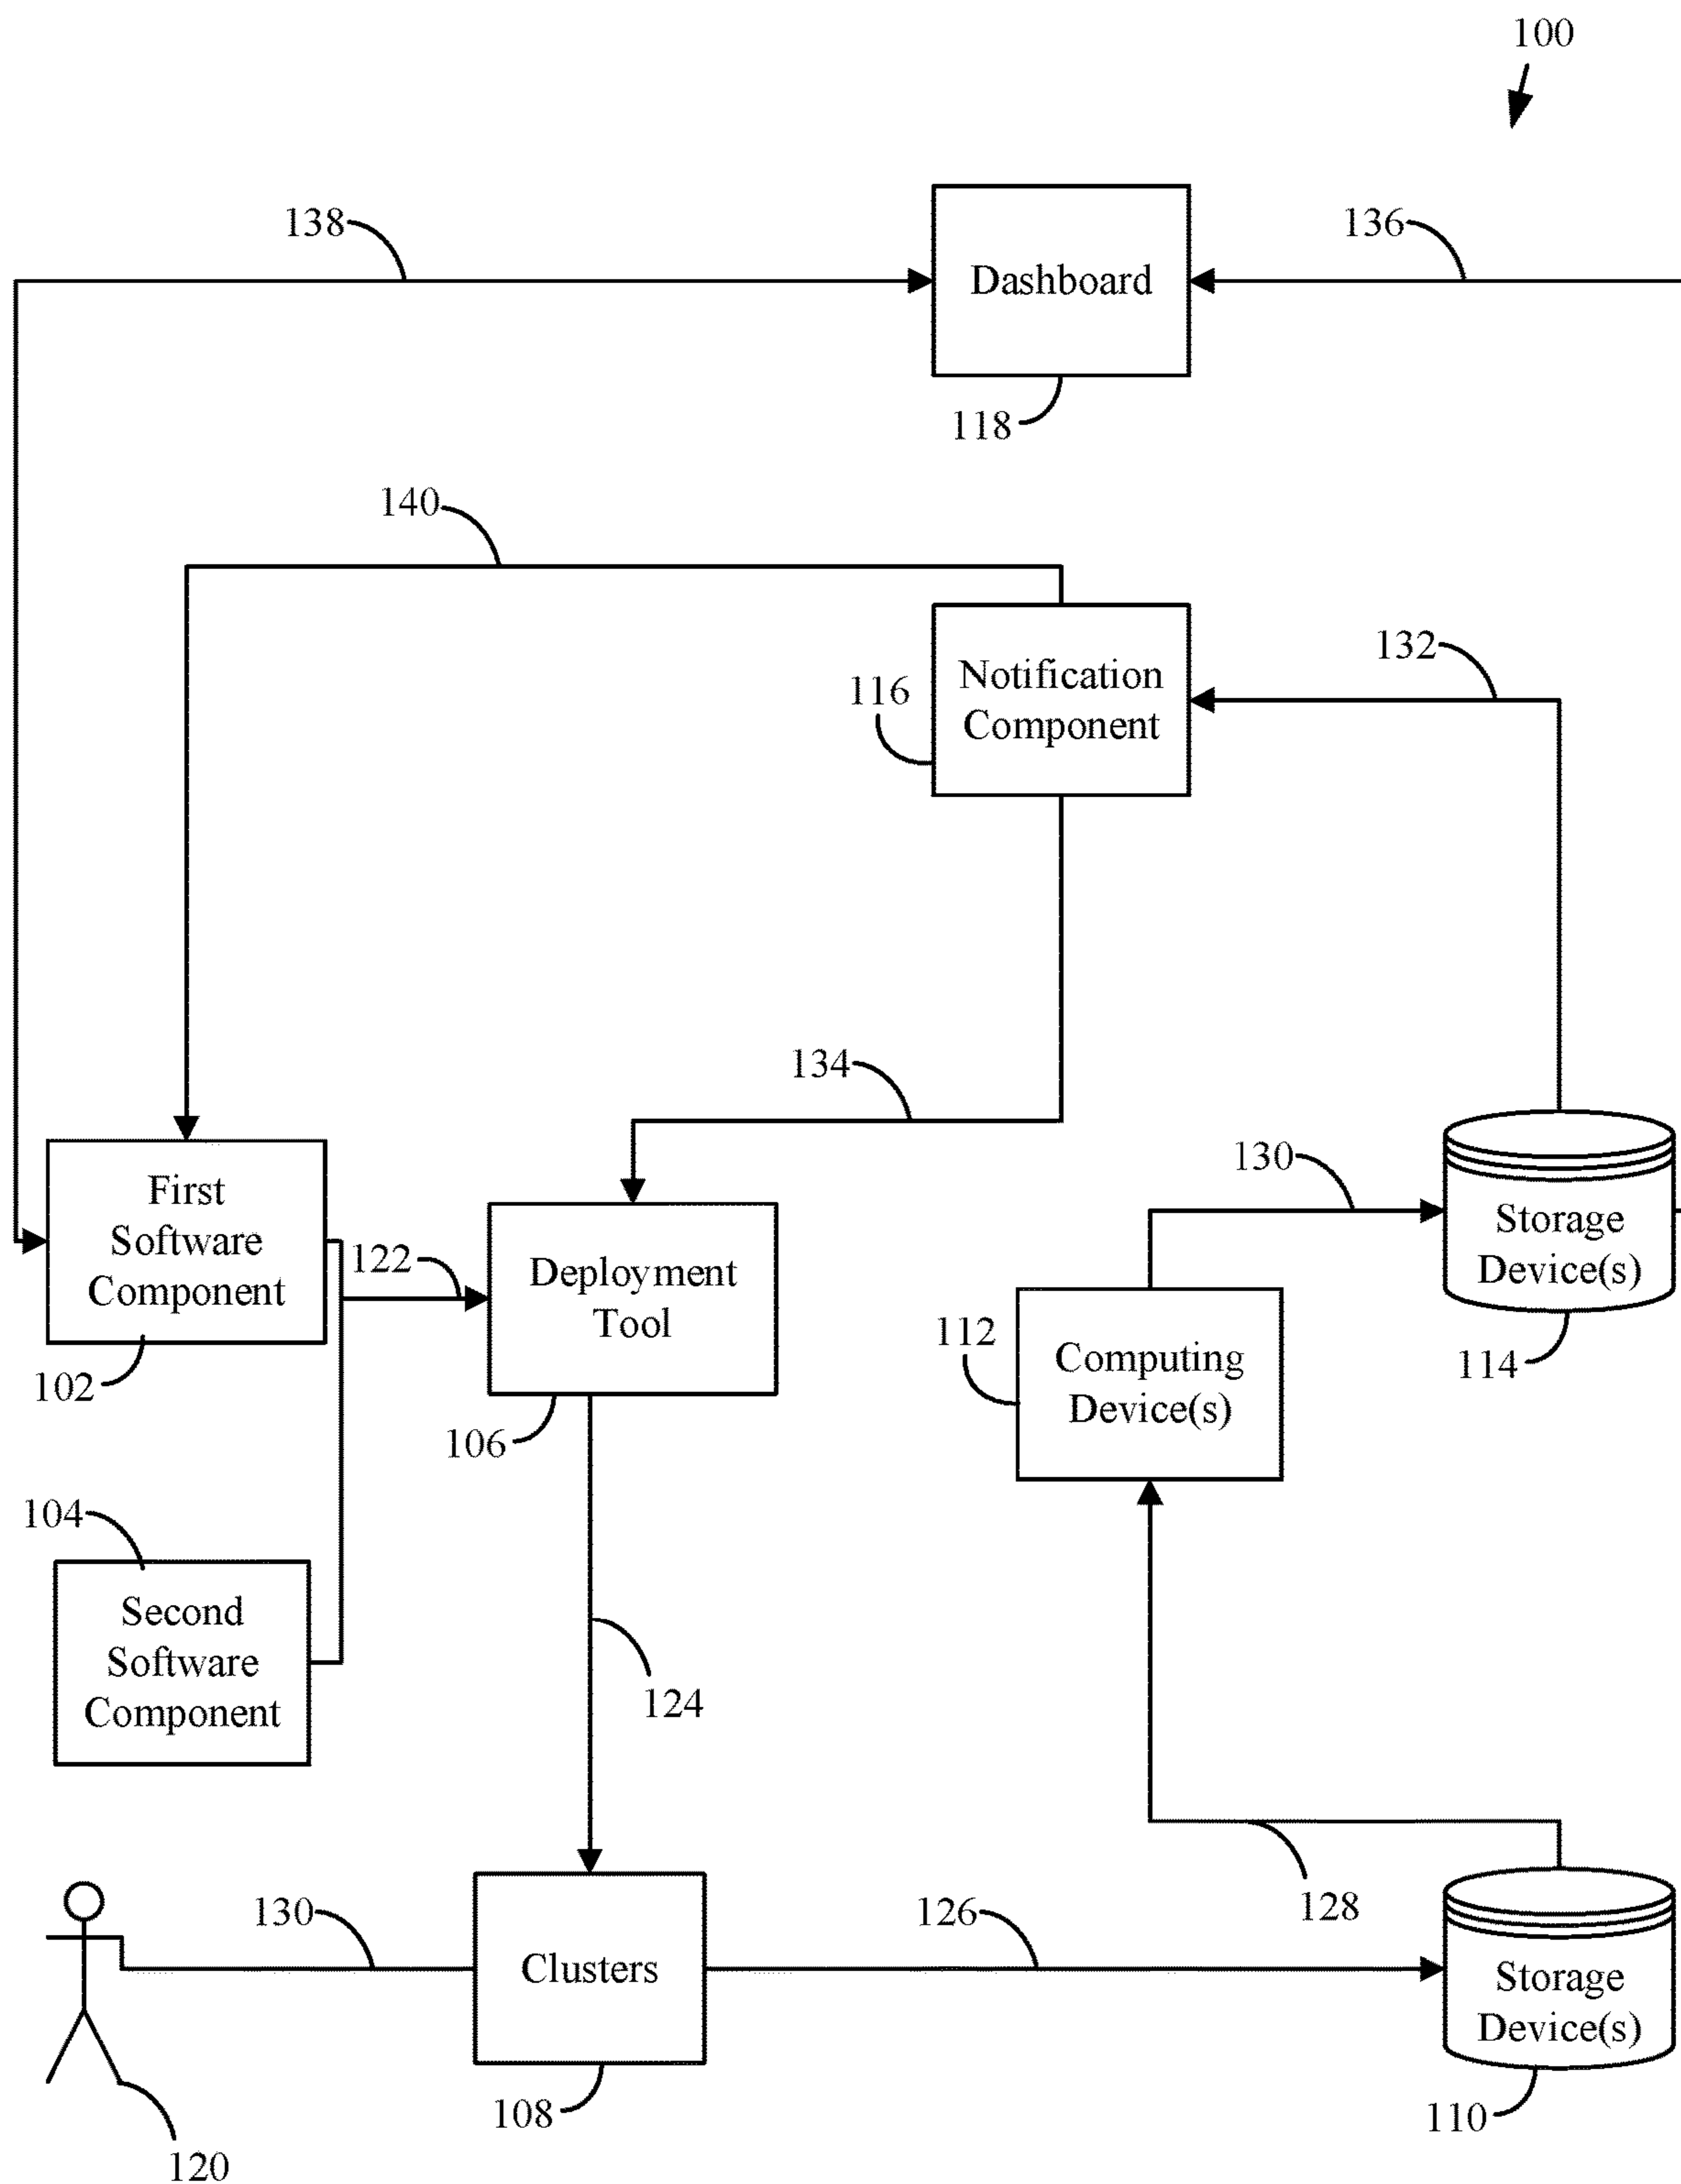 100
138
136
Dashboard
118
140
132
Notification
Component
116
134
130
First
Software
Component
122
Deployment
Tool
Storage
Device(s)
112
Computing
Device(s)
102
114
106
104
Second
Software
Component
124
130
126
128
Clusters
Storage
Device(s)
108
110
120